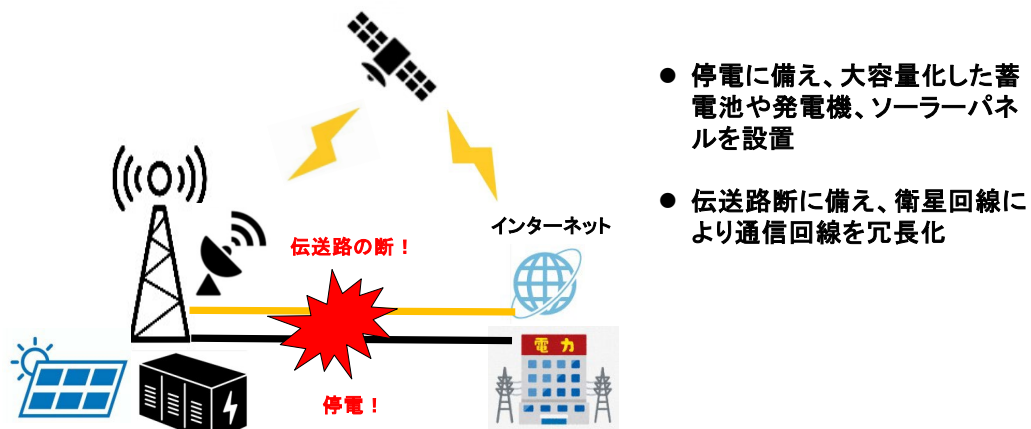 ● 停電に備え、大容量化した蓄
電池や発電機、ソーラーパネ
ルを設置
● 伝送路断に備え、衛星回線に
より通信回線を冗長化
インターネット
伝送路の断！
電力
停電！